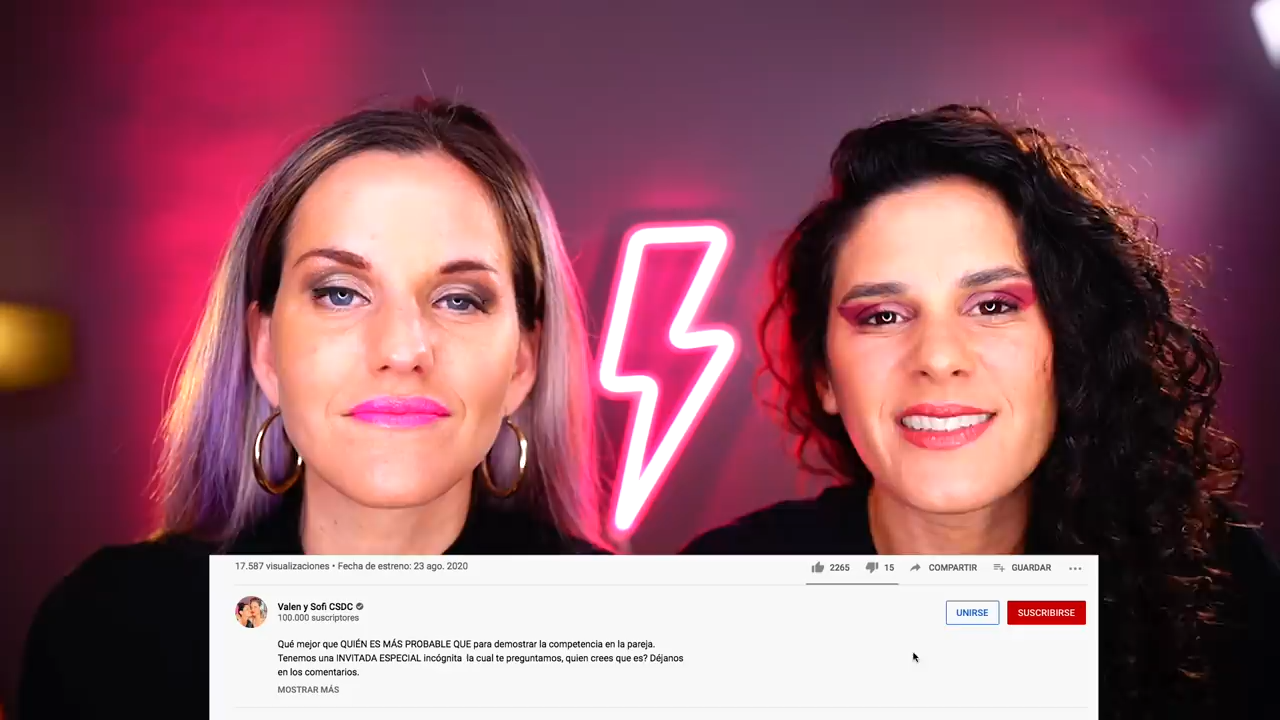 17.587 visualizaciones • Fecha de estreno: 23 ago. 2020
2265 15 COMPARTIR GUARDAR
Valen y Sofi CSDC
100.000 suscriptores
UNIRSE SUSCRIBIRSE
Qué mejor que QUIÉN ES MÁS PROBABLE QUE para demostrar la competencia en la pareja.
Tenemos una INVITADA ESPECIAL incógnita la cual te preguntamos, quien crees que es? Déjanos
en los comentarios.
MOSTRAR MÁS